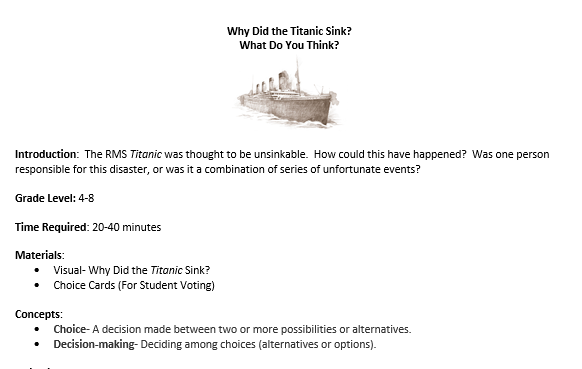 Why Did the Titanic Sink?
What Do You Think?
Introduction: The RMS Titanic was thought to be unsinkable. How could this have happened? Was one person
responsible for this disaster, or was it a combination of series of unfortunate events?
Grade Level: 4-8
Time Required: 20-40 minutes
Materials:
• Visual- Why Did the Titanic Sink?
• Choice Cards (For Student Voting)
Concepts:
• Choice- A decision made between two or more possibilities or alternatives.
• Decision-making- Deciding among choices (alternatives or options).